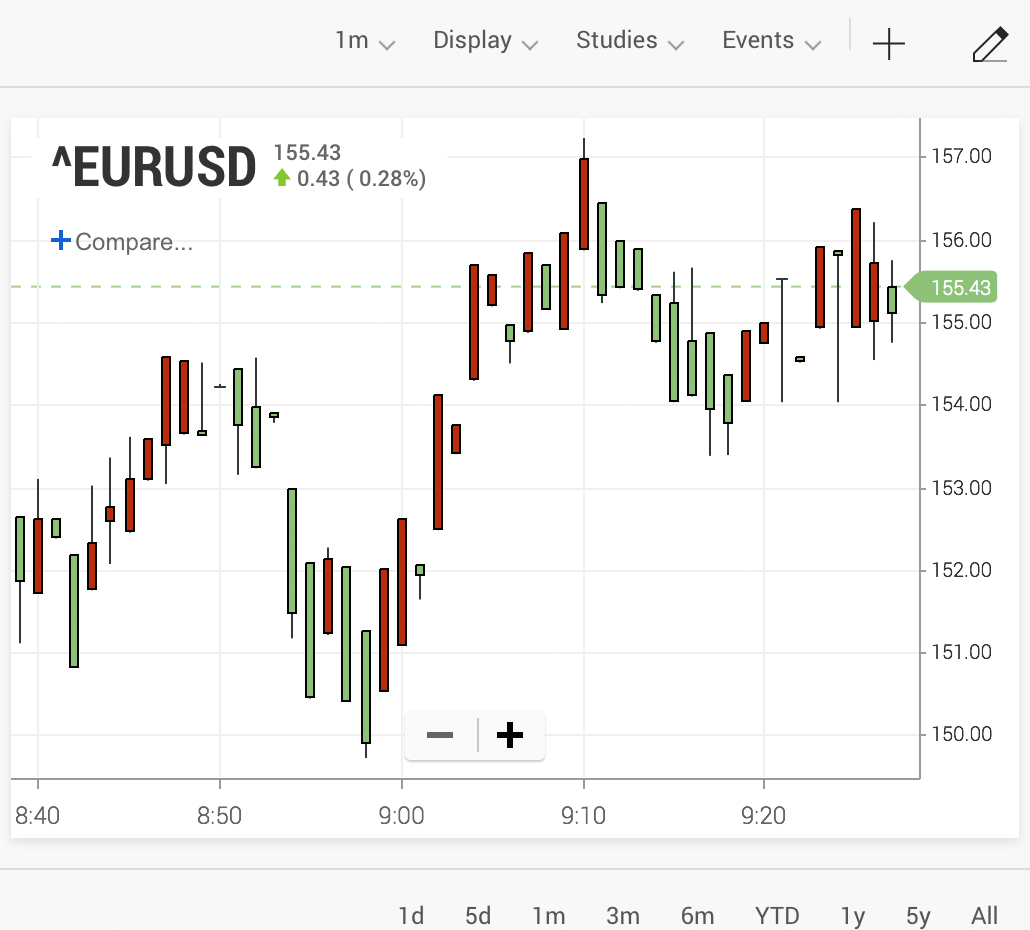 1m Display Studies Events
^EURUSD 155.43
0.43 ( 0.28%)
+ Compare...
157.00
156.00
155.43
155.00
154.00
153.00
152.00
151.00
150.00
8:40 8:50 9:00 9:10 9:20
1d 5d 1m 3m 6m YTD 1y 5y All